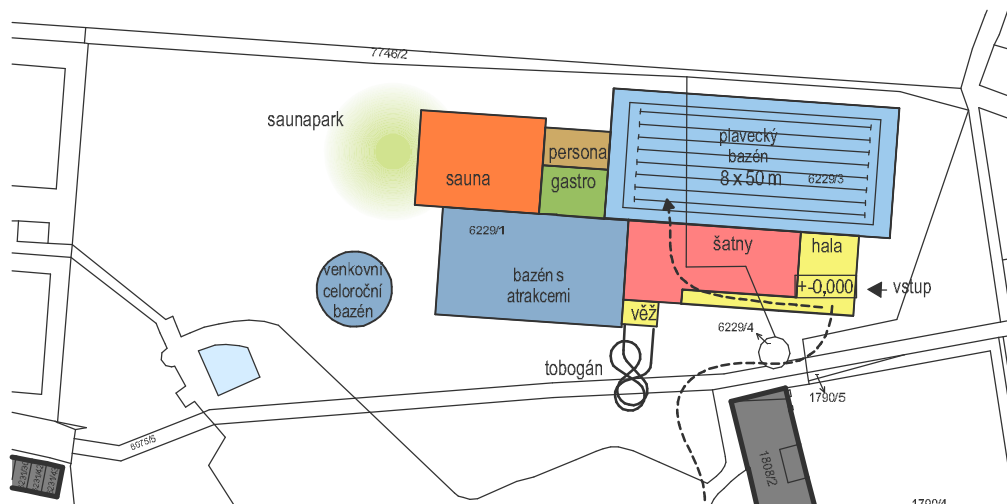 7746/2
saunapark
plavecký
bazén
8 x 50 m
6229/3
persona
sauna
gastro
6229/1
šatny
hala
venkovní
celoroční
bazén
bazén s
atrakcemi
+-0,000
vstup
věž
6229/4
tobogán
1790/5
8075/5
1808/2
1790/4